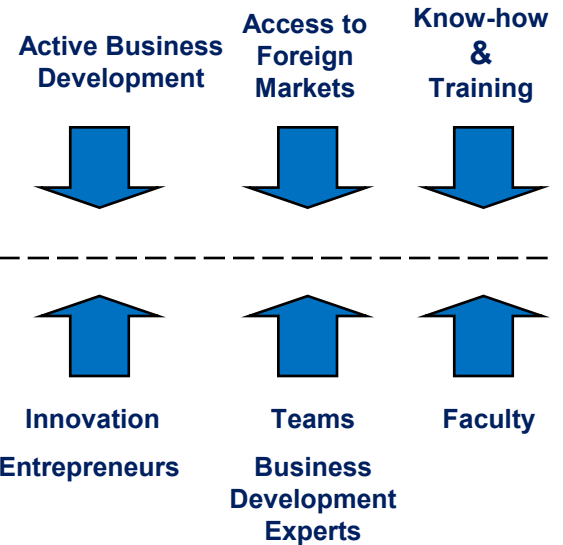 Active Business
Development
Access to
Foreign
Markets
Know-how
&
Training
Innovation
Entrepreneurs
Teams
Business
Development
Experts
Faculty